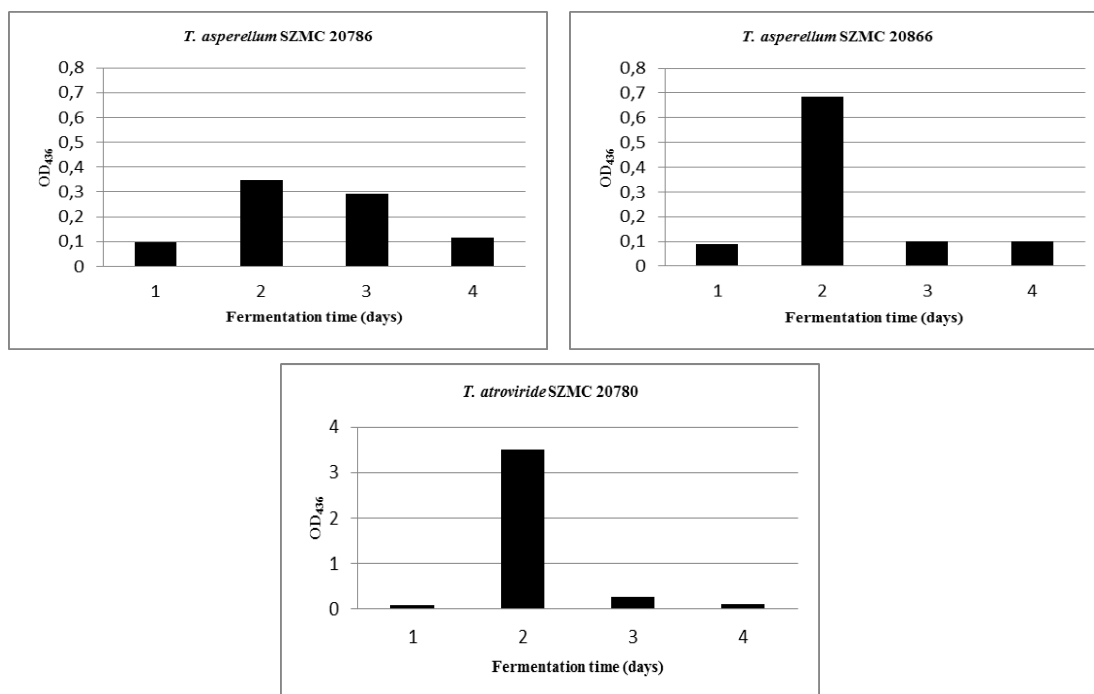 T. asperellum SZMC 20786
0,8
0,7
0,6
0,5
0,4
0,3
0,2
0,1
0
OD436
1 2 3 4
Fermentation time (days)
T. asperellum SZMC 20866
0,8
0,7
0,6
0,5
0,4
0,3
0,2
0,1
0
OD436
1 2 3 4
Fermentation time (days)
T. atroviride SZMC 20780
4
3
2
1
0
OD436
1 2 3 4
Fermentation time (days)